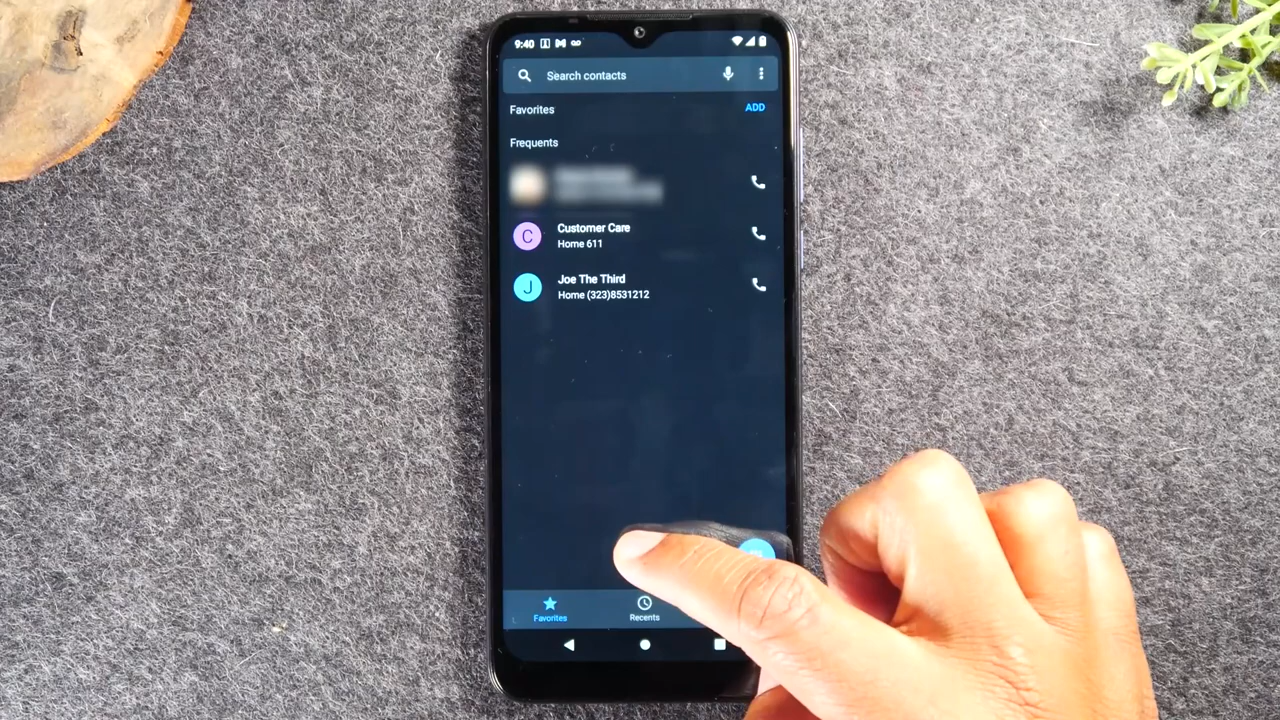 9:40
Search contacts
Favorites
ADD
Frequents
C
Customer Care
Home 611
J
Joe The Third
Home (323)8531212
Favorites
Recents